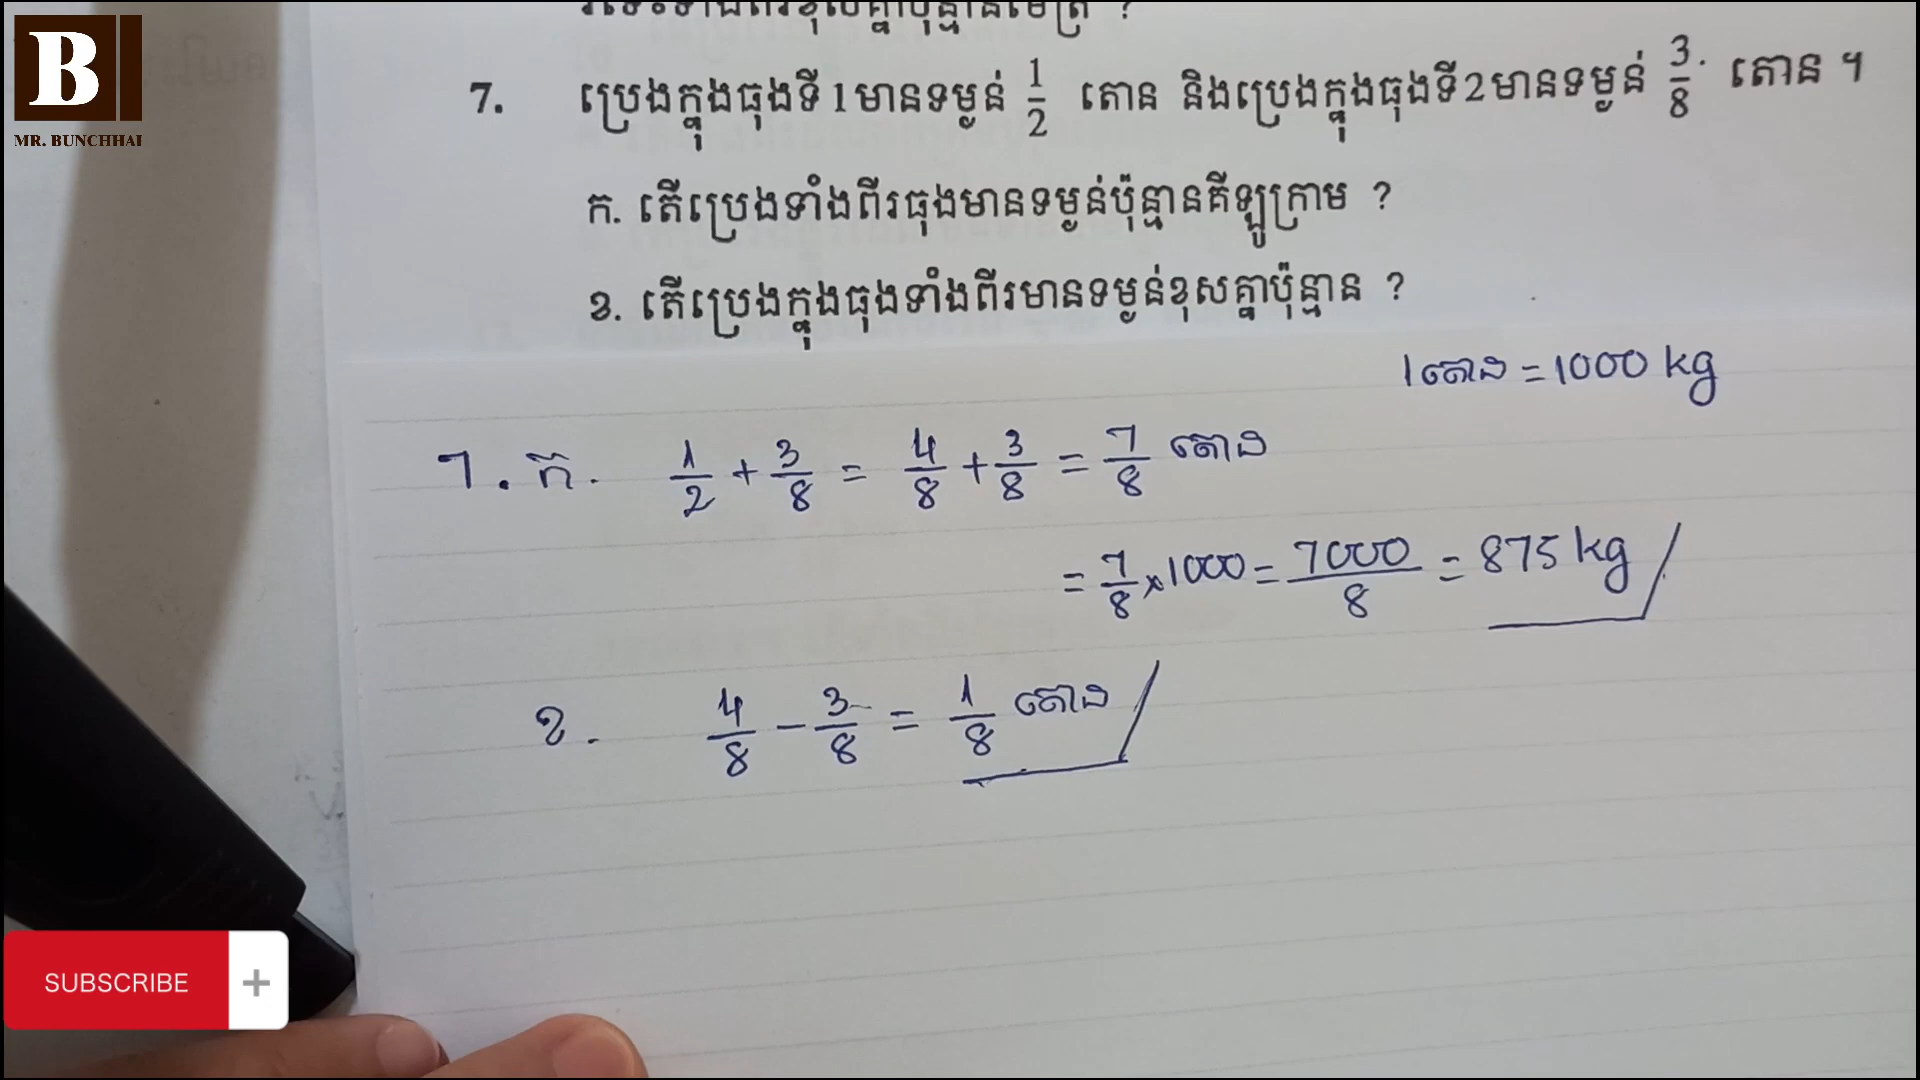 B
MR. BUNCHHAI
7. ប្រេងក្នុងធុងទី 1 មានទម្ងន់ 1/2 តោន និងប្រេងក្នុងធុងទី 2 មានទម្ងន់ 3/8 តោន ។
ក. តើប្រេងទាំងពីរធុងមានទម្ងន់ប៉ុន្មានគីឡូក្រាម ?
ខ. តើប្រេងក្នុងធុងទាំងពីរមានទម្ងន់ខុសគ្នាប៉ុន្មាន ?
1តោន = 1000 kg
7. ក. 1/2 + 3/8 = 4/8 + 3/8 = 7/8 តោន
= 7/8 × 1000 = 7000/8 = 875 kg
ខ. 4/8 - 3/8 = 1/8 តោន
SUBSCRIBE +